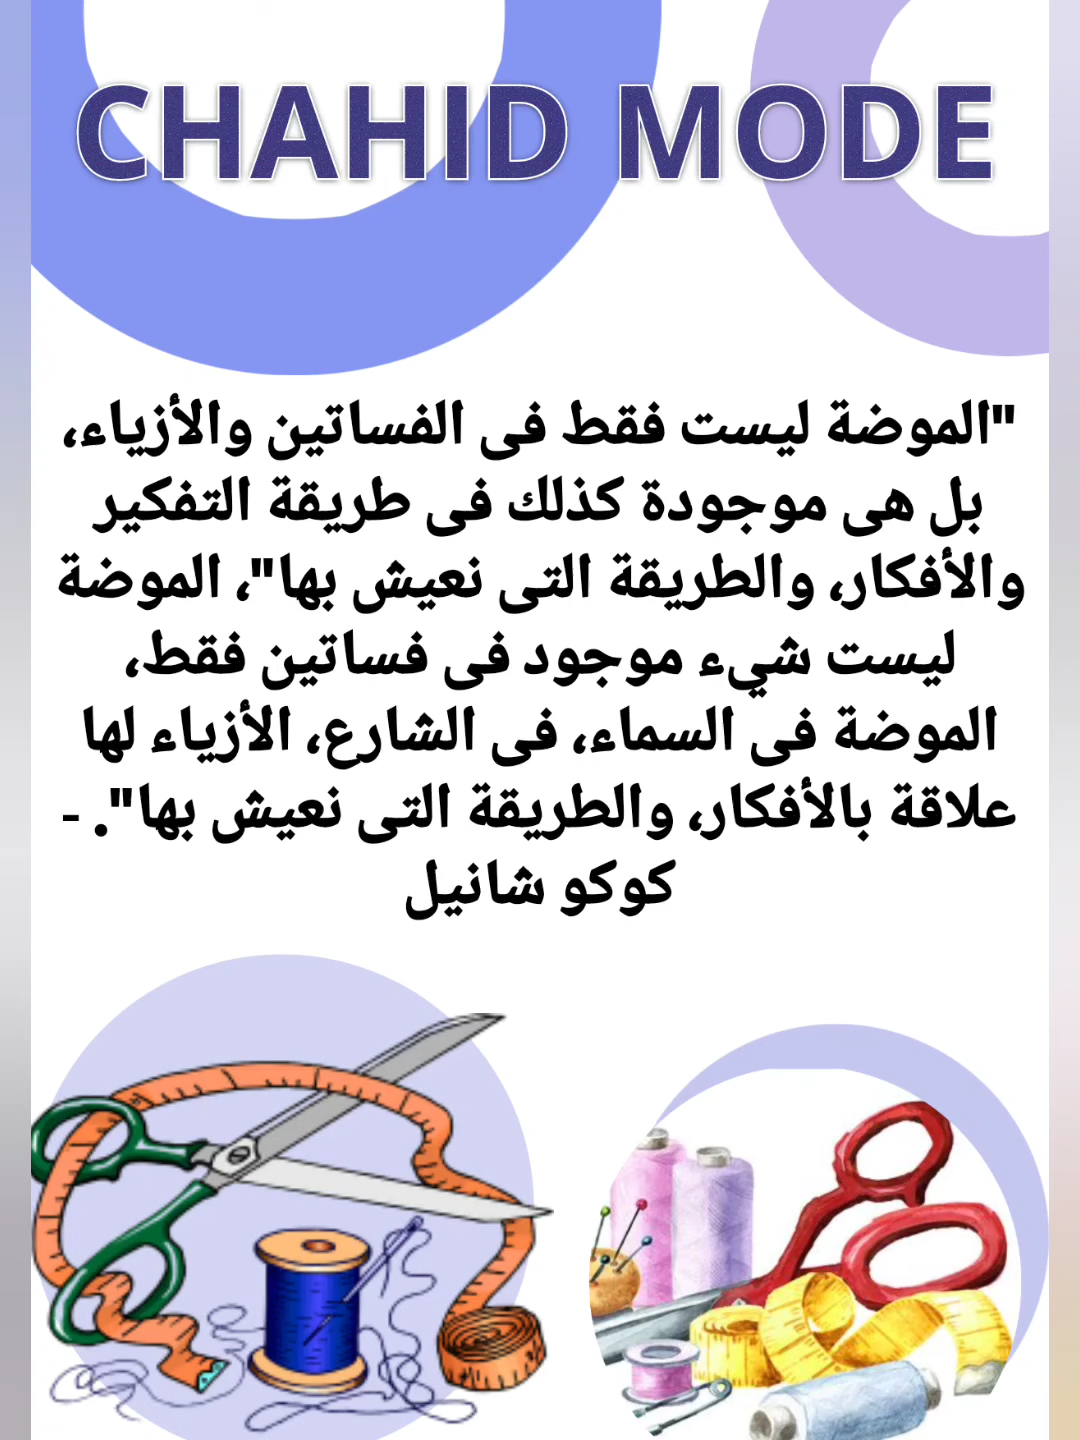 CHAHID MODE
"الموضة ليست فقط فى الفساتين والأزياء،
بل هى موجودة كذلك فى طريقة التفكير
والأفكار، والطريقة التى نعيش بها"، الموضة
ليست شيء موجود فى فساتين فقط،
الموضة فى السماء، فى الشارع، الأزياء لها
علاقة بالأفكار، والطريقة التى نعيش بها". -
كوكو شانيل